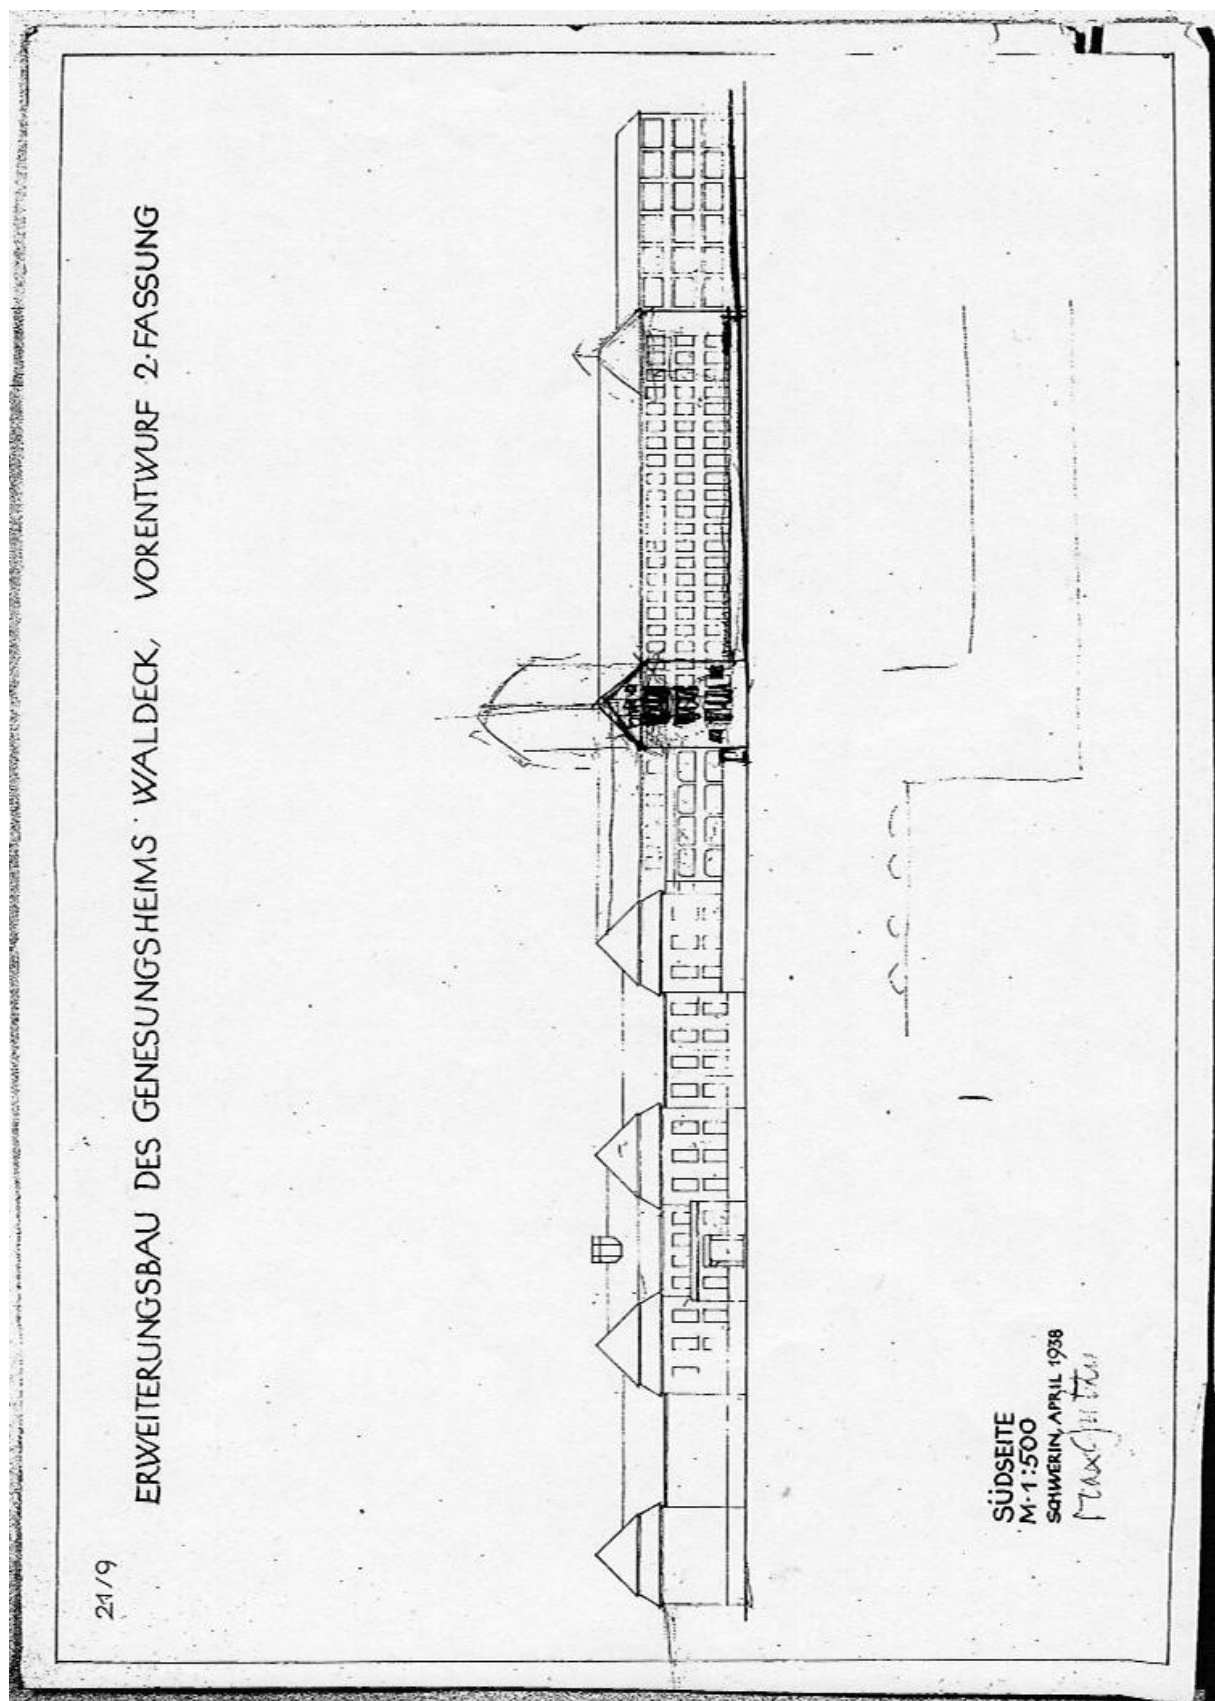 21/9
ERWEITERUNGSBAU DES GENESUNGSHEIMS WALDECK, VORENTWURF 2. FASSUNG
SÜDSEITE
M·1:500
SCHWERIN, APRIL 1938